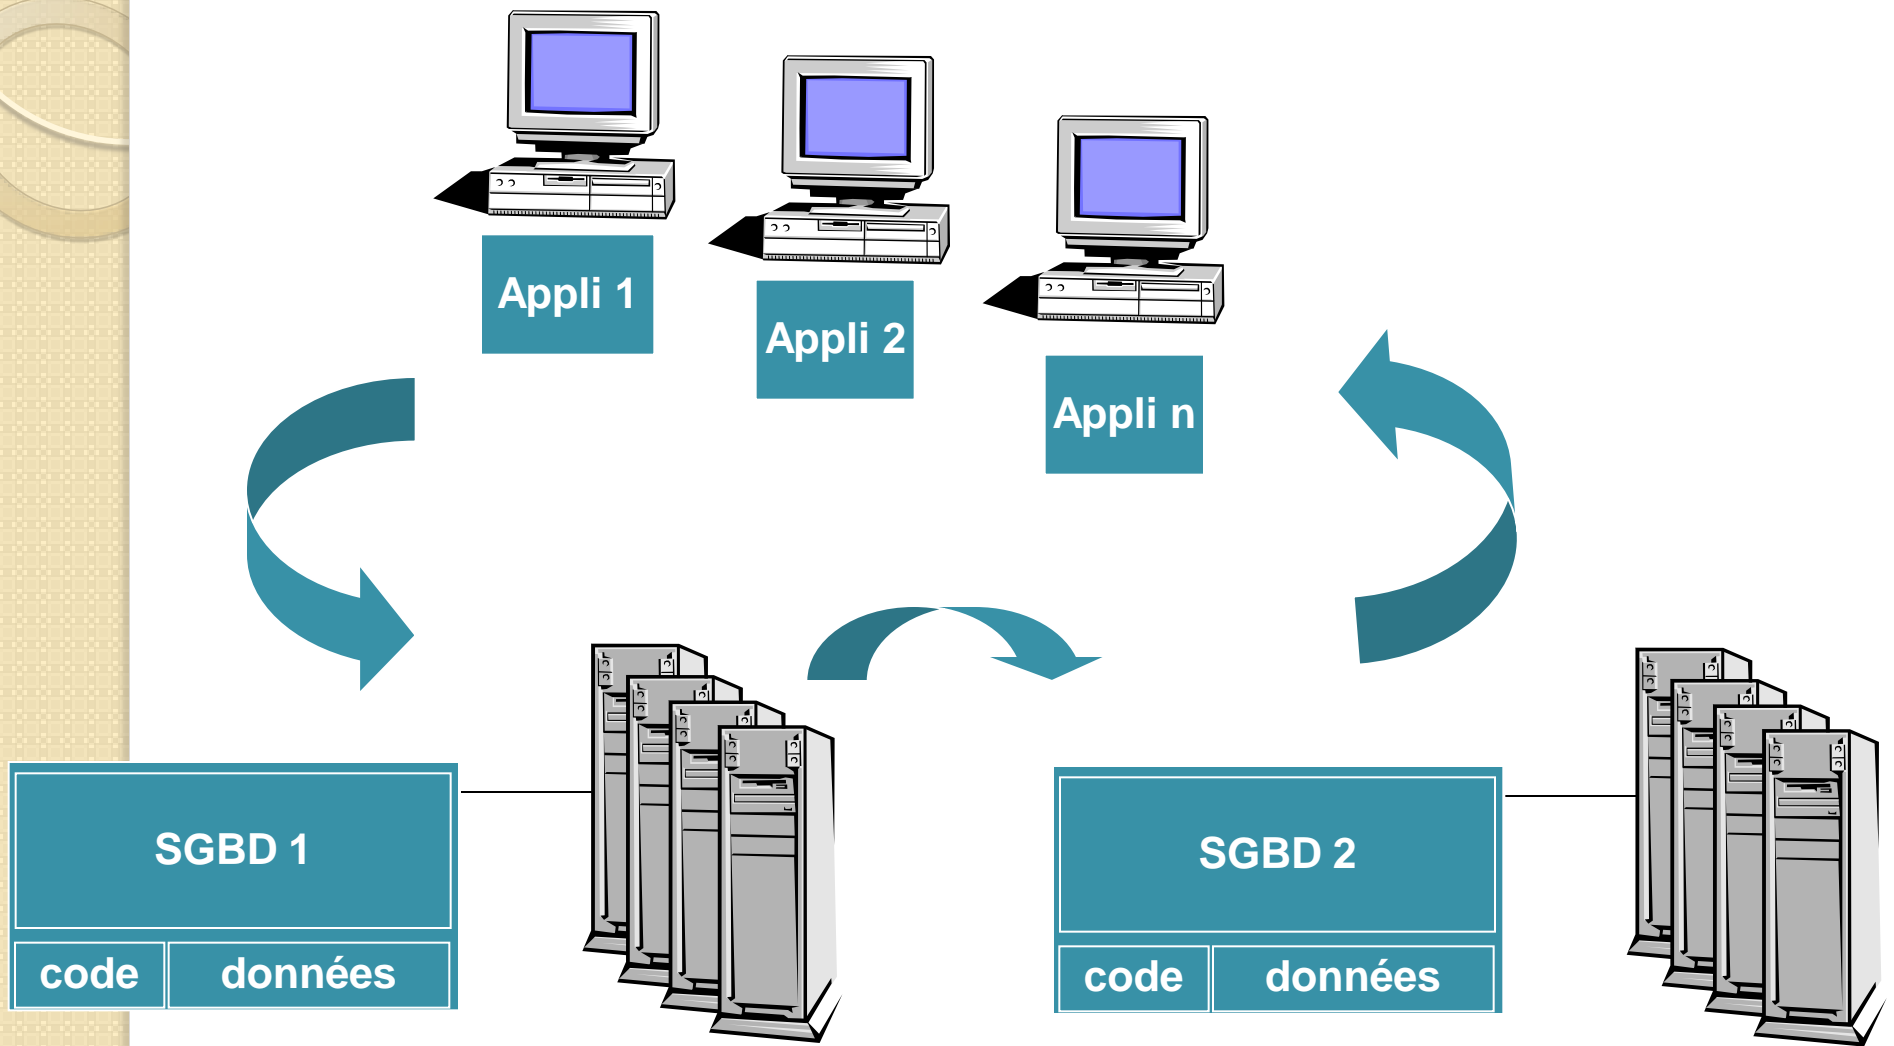 Appli 1
Appli 2
Appli n
SGBD 1
code
données
SGBD 2
code
données